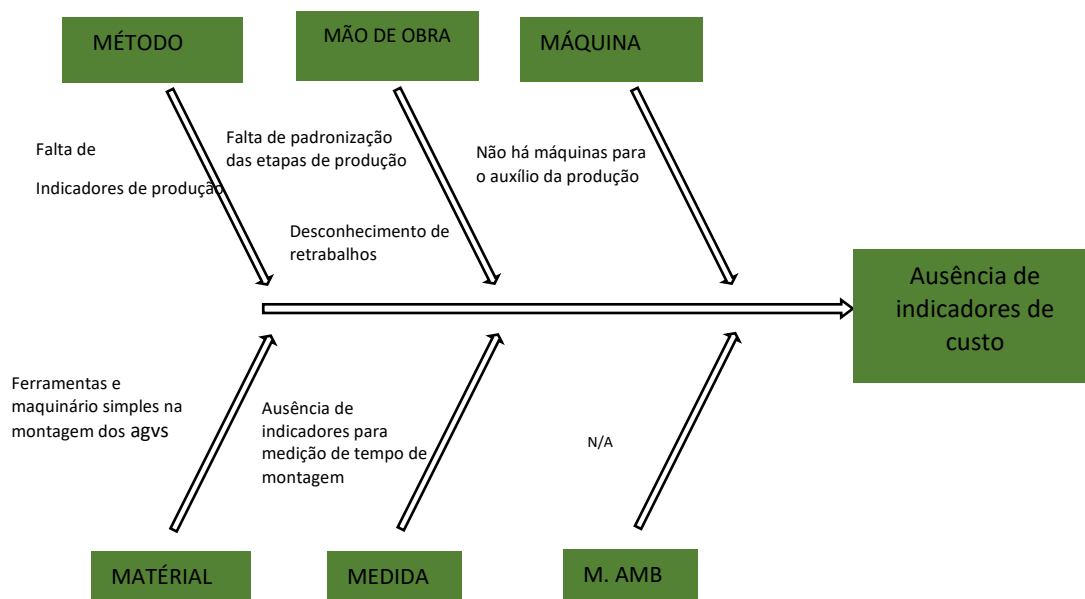 MÉTODO
MÃO DE OBRA
MÁQUINA
Falta de
Indicadores de produção
Falta de padronização
das etapas de produção
Desconhecimento de
retrabalhos
Não há máquinas para
o auxílio da produção
Ausência de
indicadores de
custo
Ferramentas e
maquinário simples na
montagem dos agvs
Ausência de
indicadores para
medição de tempo de
montagem
N/A
MATÉRIAL
MEDIDA
M. AMB